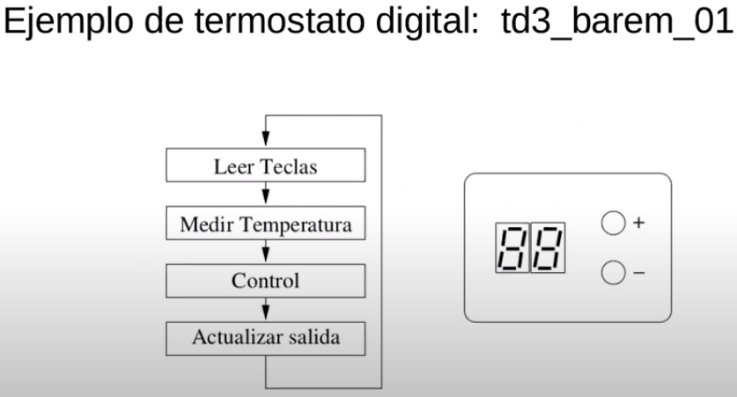 Ejemplo de termostato digital: td3_barem_01
Leer Teclas
Medir Temperatura
Control
Actualizar salida
88
+
−